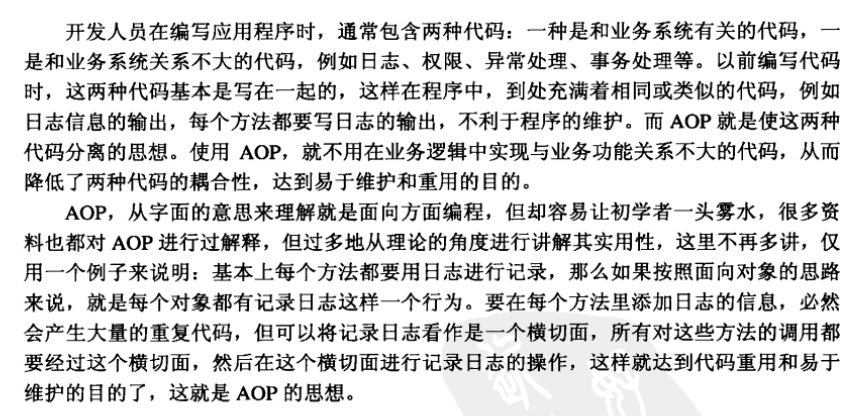 开发人员在编写应用程序时，通常包含两种代码：一种是和业务系统有关的代码，一
是和业务系统关系不大的代码，例如日志、权限、异常处理、事务处理等。以前编写代码
时，这两种代码基本是写在一起的，这样在程序中，到处充满着相同或类似的代码，例如
日志信息的输出，每个方法都要写日志的输出，不利于程序的维护。而 AOP 就是使这两种
代码分离的思想。使用 AOP，就不用在业务逻辑中实现与业务功能关系不大的代码，从而
降低了两种代码的耦合性，达到易于维护和重用的目的。
AOP，从字面的意思来理解就是面向方面编程，但却容易让初学者一头雾水，很多资
料也都对 AOP 进行过解释，但过多地从理论的角度进行讲解其实用性，这里不再多讲，仅
用一个例子来说明：基本上每个方法都要用日志进行记录，那么如果按照面向对象的思路
来说，就是每个对象都有记录日志这样一个行为。要在每个方法里添加日志的信息，必然
会产生大量的重复代码，但可以将记录日志看作是一个横切面，所有对这些方法的调用都
要经过这个横切面，然后在这个横切面进行记录日志的操作，这样就达到代码重用和易于
维护的目的了，这就是 AOP 的思想。